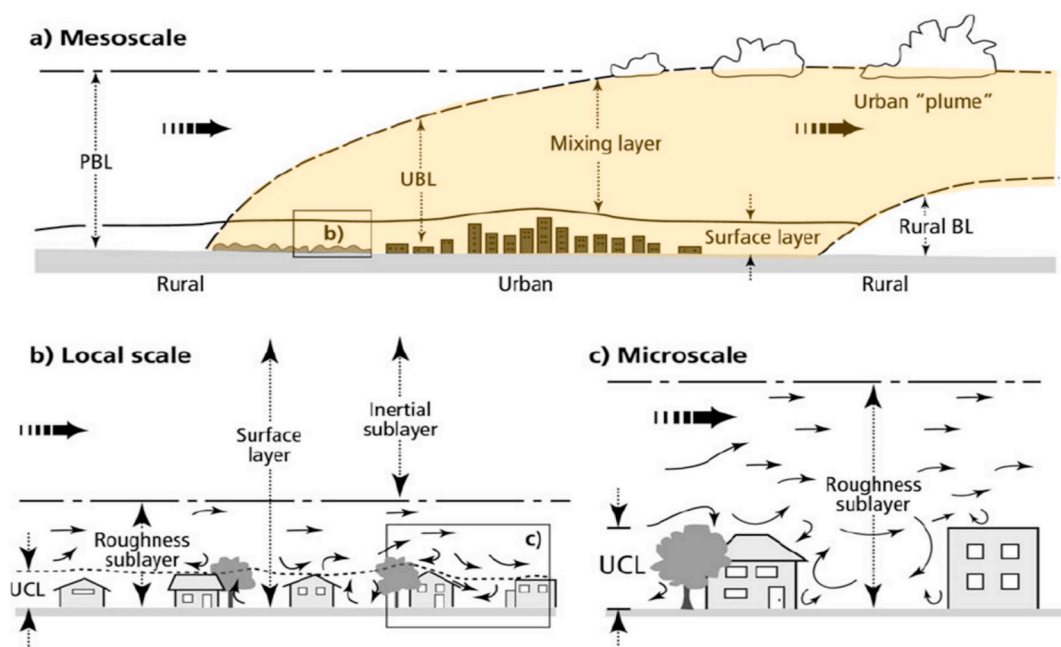 a) Mesoscale
Urban "plume"
PBL
Mixing layer
UBL
b)
Surface layer
Rural BL
Rural
Urban
Rural
b) Local scale
Inertial
sublayer
Surface
layer
Roughness
sublayer
c)
UCL
c) Microscale
Roughness
sublayer
UCL